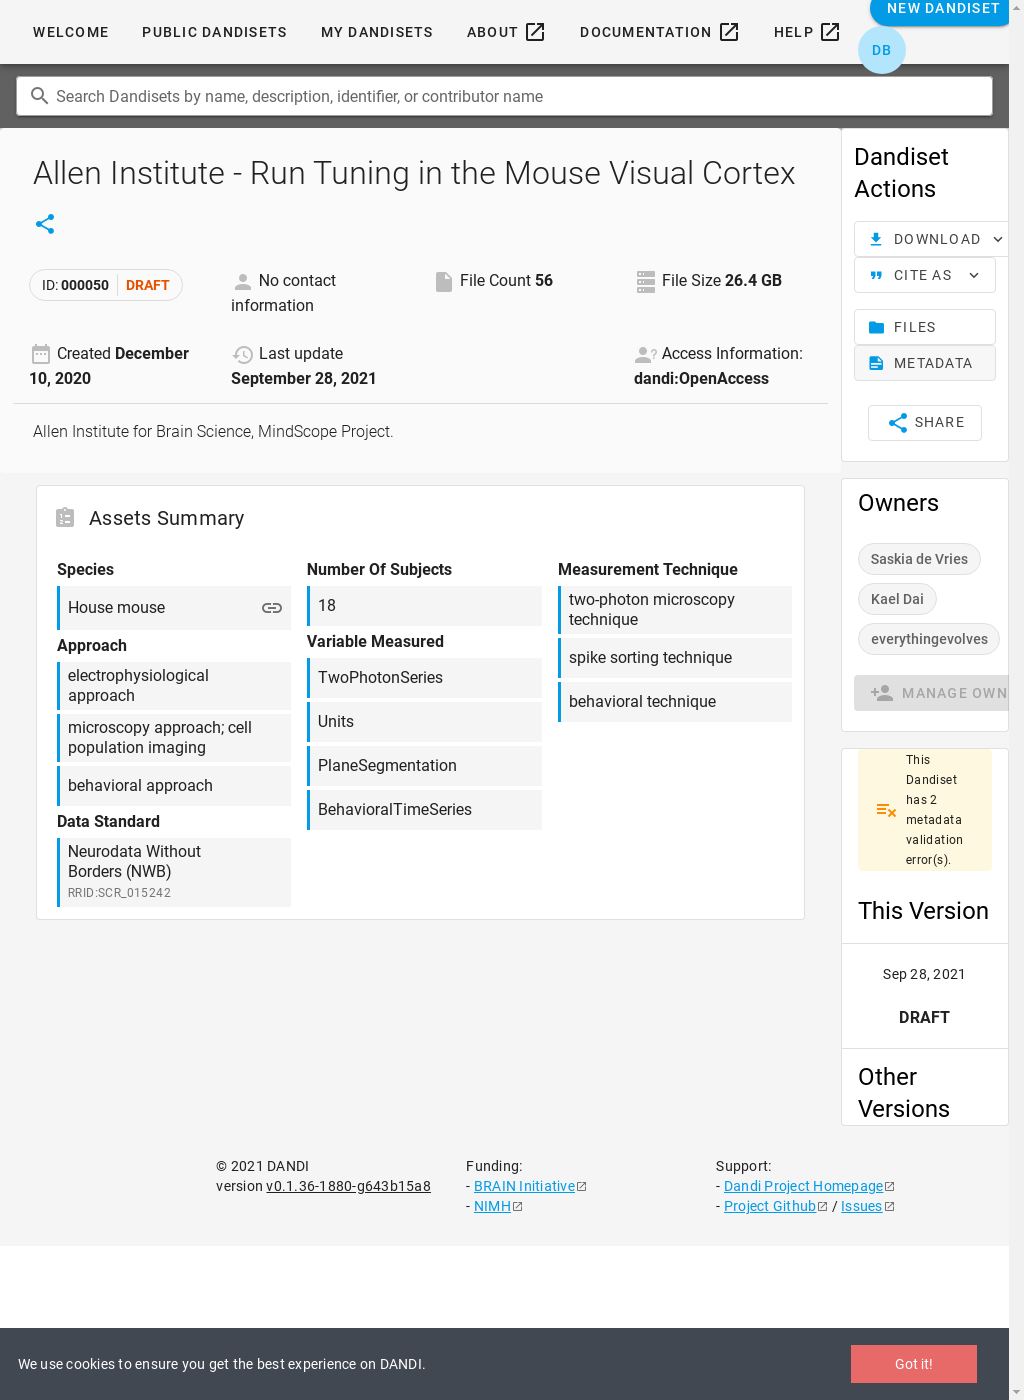 NEW DANDISET
WELCOME
PUBLIC DANDISETS
MY DANDISETS
ABOUT
DOCUMENTATION
HELP
DB
Search Dandisets by name, description, identifier, or contributor name
Allen Institute - Run Tuning in the Mouse Visual Cortex
ID: 000050 DRAFT
No contact
information
File Count 56
File Size 26.4 GB
Created December
10, 2020
Last update
September 28, 2021
Access Information:
dandi:OpenAccess
Allen Institute for Brain Science, MindScope Project.
Assets Summary
Species
House mouse
Approach
electrophysiological
approach
microscopy approach; cell
population imaging
behavioral approach
Data Standard
Neurodata Without
Borders (NWB)
RRID:SCR_015242
Number Of Subjects
18
Variable Measured
TwoPhotonSeries
Units
PlaneSegmentation
BehavioralTimeSeries
Measurement Technique
two-photon microscopy
technique
spike sorting technique
behavioral technique
Dandiset
Actions
DOWNLOAD
CITE AS
FILES
METADATA
SHARE
Owners
Saskia de Vries
Kael Dai
everythingevolves
MANAGE OWN
This
Dandiset
has 2
metadata
validation
error(s).
This Version
Sep 28, 2021
DRAFT
Other
Versions
© 2021 DANDI
version v0.1.36-1880-g643b15a8
Funding:
- BRAIN Initiative
- NIMH
Support:
- Dandi Project Homepage
- Project Github / Issues
We use cookies to ensure you get the best experience on DANDI.
Got it!